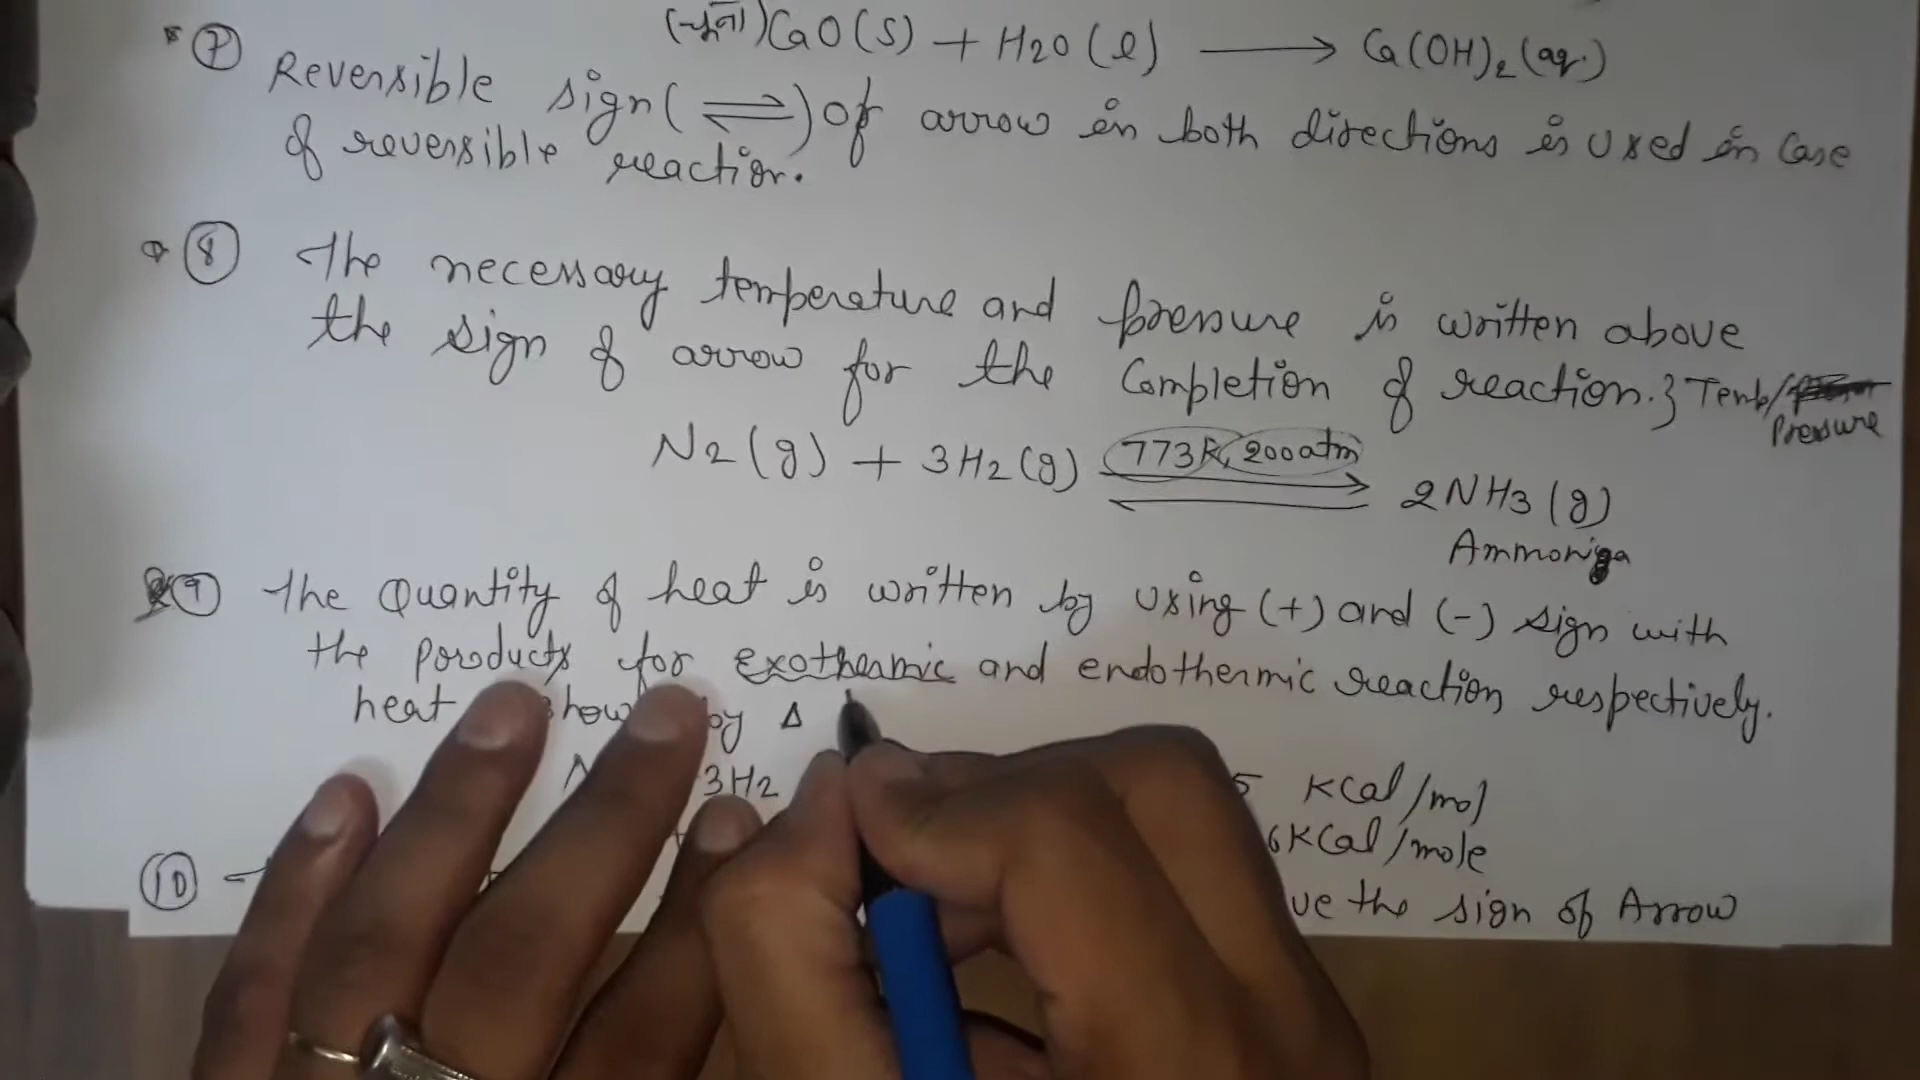 (चूना) CaO(s) + H2O(l) ⟶ Ca(OH)2(aq.)
⑦ Reversible sign(⇌) of arrow in both directions is used in case
of reversible reaction.
⑧ The necessary temperature and pressure is written above
the sign of arrow for the completion of reaction.} Temp/
Pressure
N2(g) + 3H2(g) 773K, 200atm ⇌ 2NH3(g)
Ammonia
⑨ The Quantity of heat is written by using (+) and (-) sign with
the products for exothermic and endothermic reaction respectively.
heat by Δ
3H2 5 KCal/mol
6KCal/mole
⑩ the sign of Arrow